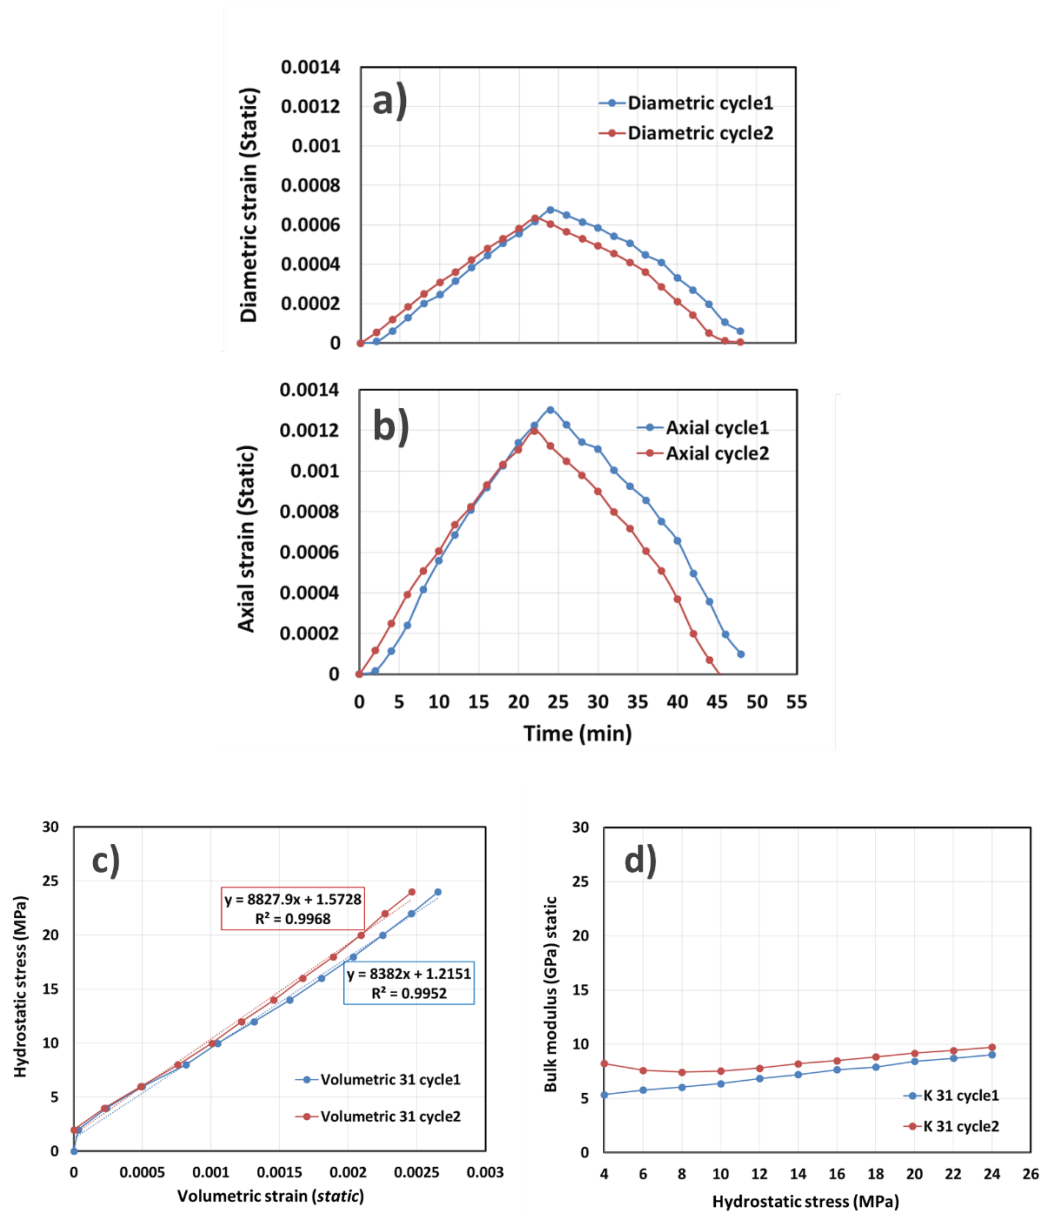 a)
Diametric strain (Static)
0.0014
0.0012
0.001
0.0008
0.0006
0.0004
0.0002
0
Diametric cycle1
Diametric cycle2
b)
Axial strain (Static)
0.0014
0.0012
0.001
0.0008
0.0006
0.0004
0.0002
0
Axial cycle1
Axial cycle2
0 5 10 15 20 25 30 35 40 45 50 55
Time (min)
c)
Hydrostatic stress (MPa)
30
25
20
15
10
5
0
y = 8827.9x + 1.5728
R² = 0.9968
y = 8382x + 1.2151
R² = 0.9952
Volumetric 31 cycle1
Volumetric 31 cycle2
0 0.0005 0.001 0.0015 0.002 0.0025 0.003
Volumetric strain (static)
d)
Bulk modulus (GPa) static
30
25
20
15
10
5
0
K 31 cycle1
K 31 cycle2
4 6 8 10 12 14 16 18 20 22 24 26
Hydrostatic stress (MPa)